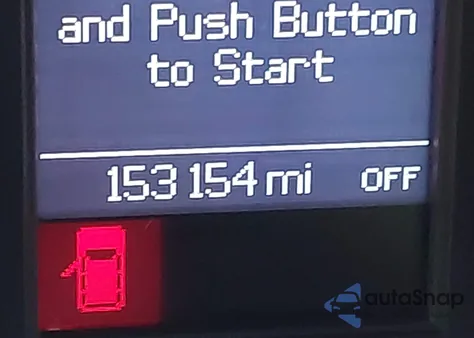 and Push Button
to Start
153 154 mi OFF
autoSnap